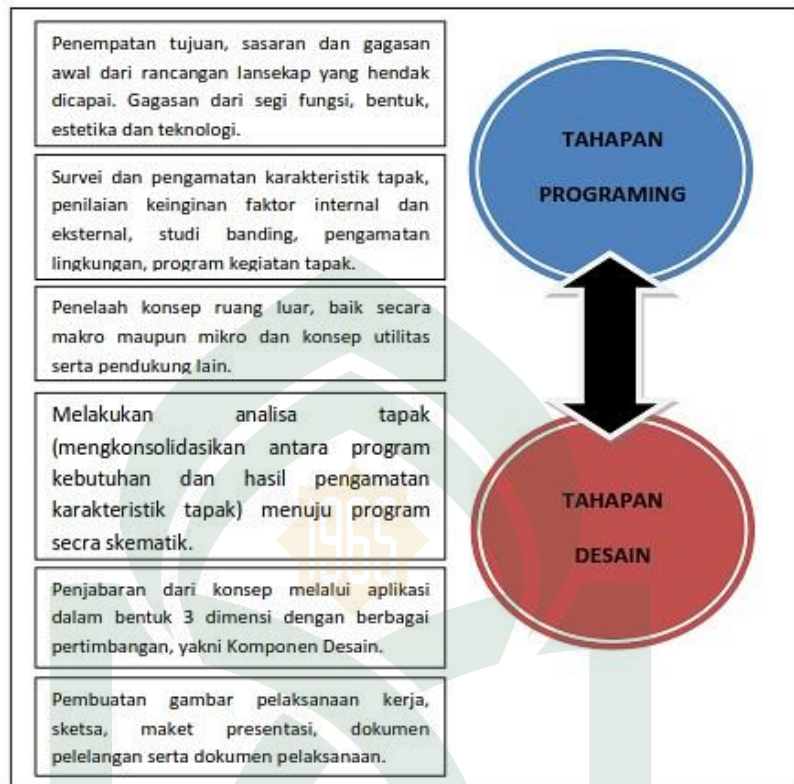 Penempatan tujuan, sasaran dan gagasan
awal dari rancangan lansekap yang hendak
dicapai. Gagasan dari segi fungsi, bentuk,
estetika dan teknologi.
Survei dan pengamatan karakteristik tapak,
penilaian keinginan faktor internal dan
eksternal, studi banding, pengamatan
lingkungan, program kegiatan tapak.
Penelaah konsep ruang luar, baik secara
makro maupun mikro dan konsep utilitas
serta pendukung lain.
Melakukan analisa tapak
(mengkonsolidasikan antara program
kebutuhan dan hasil pengamatan
karakteristik tapak) menuju program
secra skematik.
Penjabaran dari konsep melalui aplikasi
dalam bentuk 3 dimensi dengan berbagai
pertimbangan, yakni Komponen Desain.
Pembuatan gambar pelaksanaan kerja,
sketsa, maket presentasi, dokumen
pelelangan serta dokumen pelaksanaan.
TAHAPAN
PROGRAMING
TAHAPAN
DESAIN
1965